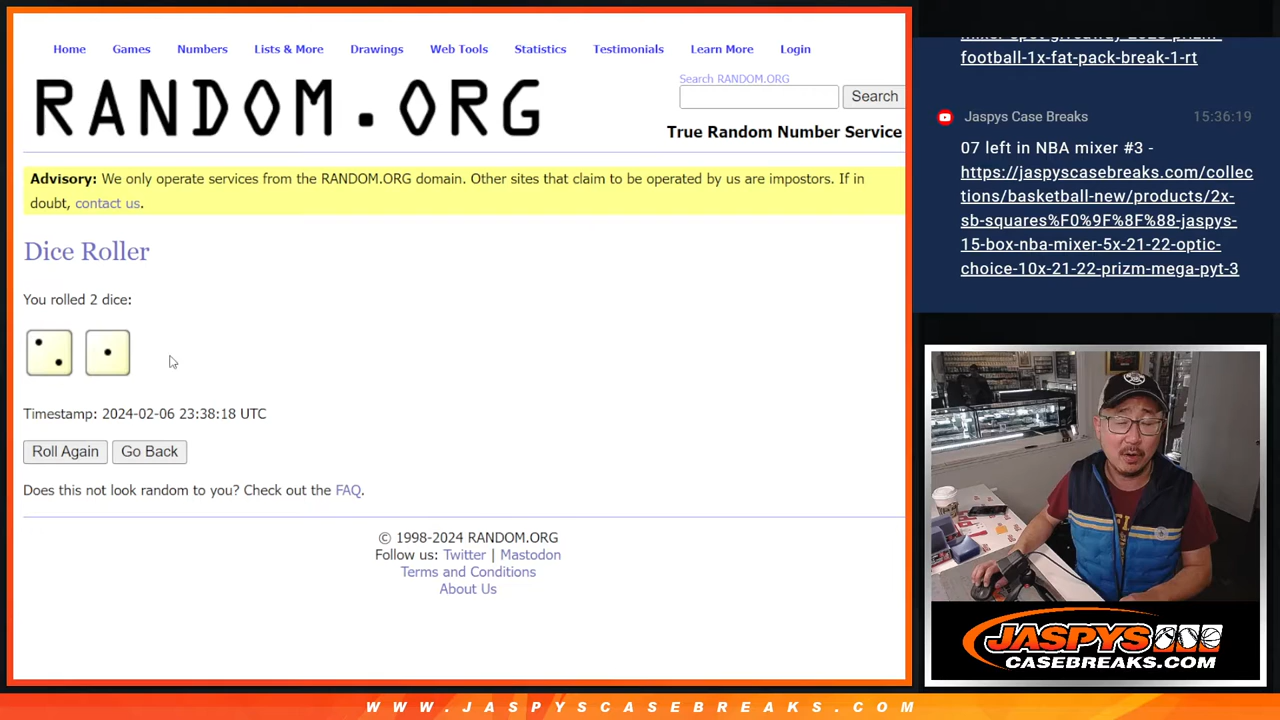 Home Games Numbers Lists & More Drawings Web Tools Statistics Testimonials Learn More Login
RANDOM.ORG
Search RANDOM.ORG
Search
True Random Number Service
Advisory: We only operate services from the RANDOM.ORG domain. Other sites that claim to be operated by us are impostors. If in
doubt, contact us.
Dice Roller
You rolled 2 dice:
Timestamp: 2024-02-06 23:38:18 UTC
Roll Again Go Back
Does this not look random to you? Check out the FAQ.
© 1998-2024 RANDOM.ORG
Follow us: Twitter | Mastodon
Terms and Conditions
About Us
football-1x-fat-pack-break-1-rt
Jaspys Case Breaks 15:36:19
07 left in NBA mixer #3 -
https://jaspyscasebreaks.com/collec
tions/basketball-new/products/2x-
sb-squares%F0%9F%8F%88-jaspys-
15-box-nba-mixer-5x-21-22-optic-
choice-10x-21-22-prizm-mega-pyt-3
JASPYS
CASEBREAKS.COM
WWW.JASPYSCASEBREAKS.COM